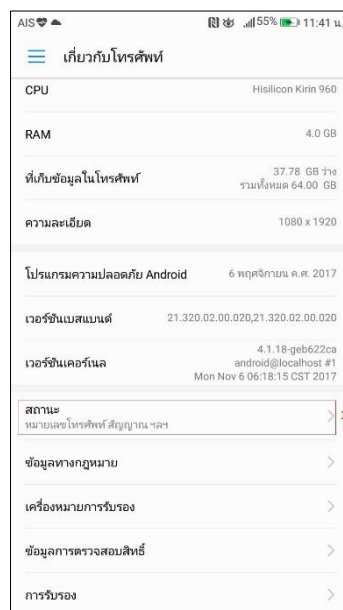 AIS
55% 11:41 น.
เกี่ยวกับโทรศัพท์
CPU Hisilicon Kirin 960
RAM 4.0 GB
ที่เก็บข้อมูลในโทรศัพท์ 37.78 GB ว่าง
รวมทั้งหมด 64.00 GB
ความละเอียด 1080 x 1920
โปรแกรมความปลอดภัย Android 6 พฤศจิกายน ค.ศ. 2017
เวอร์ชันเบสแบนด์ 21.320.02.00.020,21.320.02.00.020
เวอร์ชันเคอร์เนล 4.1.18-geb622ca
android@localhost #1
Mon Nov 6 06:18:15 CST 2017
สถานะ
หมายเลขโทรศัพท์ สัญญาณ ฯลฯ
ข้อมูลทางกฎหมาย
เครื่องหมายการรับรอง
ข้อมูลการตรวจสอบสิทธิ์
การรับรอง